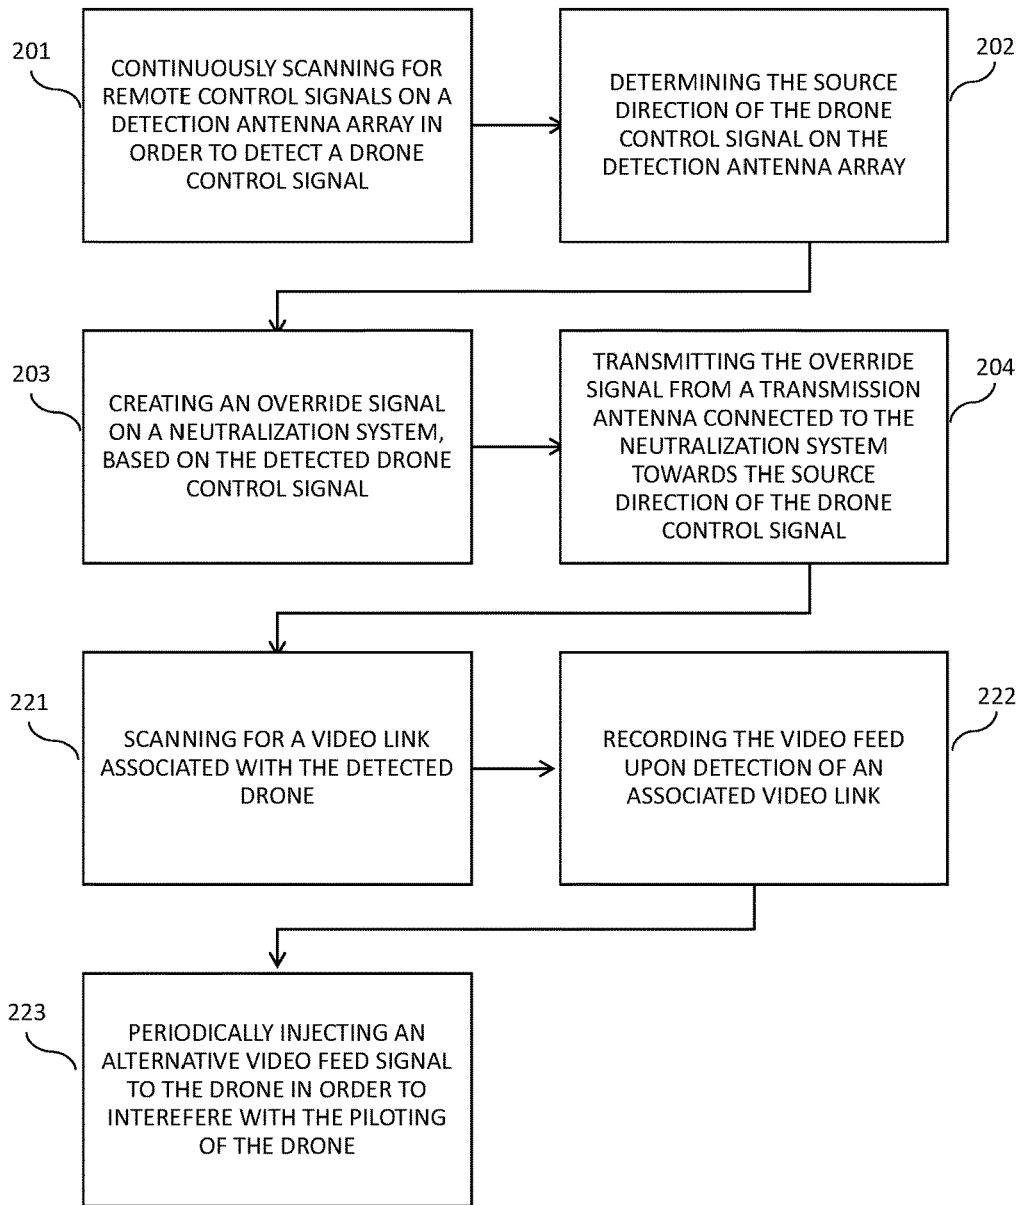 201
CONTINUOUSLY SCANNING FOR
REMOTE CONTROL SIGNALS ON A
DETECTION ANTENNA ARRAY IN
ORDER TO DETECT A DRONE
CONTROL SIGNAL
202
DETERMINING THE SOURCE
DIRECTION OF THE DRONE
CONTROL SIGNAL ON THE
DETECTION ANTENNA ARRAY
203
CREATING AN OVERRIDE SIGNAL
ON A NEUTRALIZATION SYSTEM,
BASED ON THE DETECTED DRONE
CONTROL SIGNAL
204
TRANSMITTING THE OVERRIDE
SIGNAL FROM A TRANSMISSION
ANTENNA CONNECTED TO THE
NEUTRALIZATION SYSTEM
TOWARDS THE SOURCE
DIRECTION OF THE DRONE
CONTROL SIGNAL
221
SCANNING FOR A VIDEO LINK
ASSOCIATED WITH THE DETECTED
DRONE
222
RECORDING THE VIDEO FEED
UPON DETECTION OF AN
ASSOCIATED VIDEO LINK
223
PERIODICALLY INJECTING AN
ALTERNATIVE VIDEO FEED SIGNAL
TO THE DRONE IN ORDER TO
INTEREFERE WITH THE PILOTING
OF THE DRONE